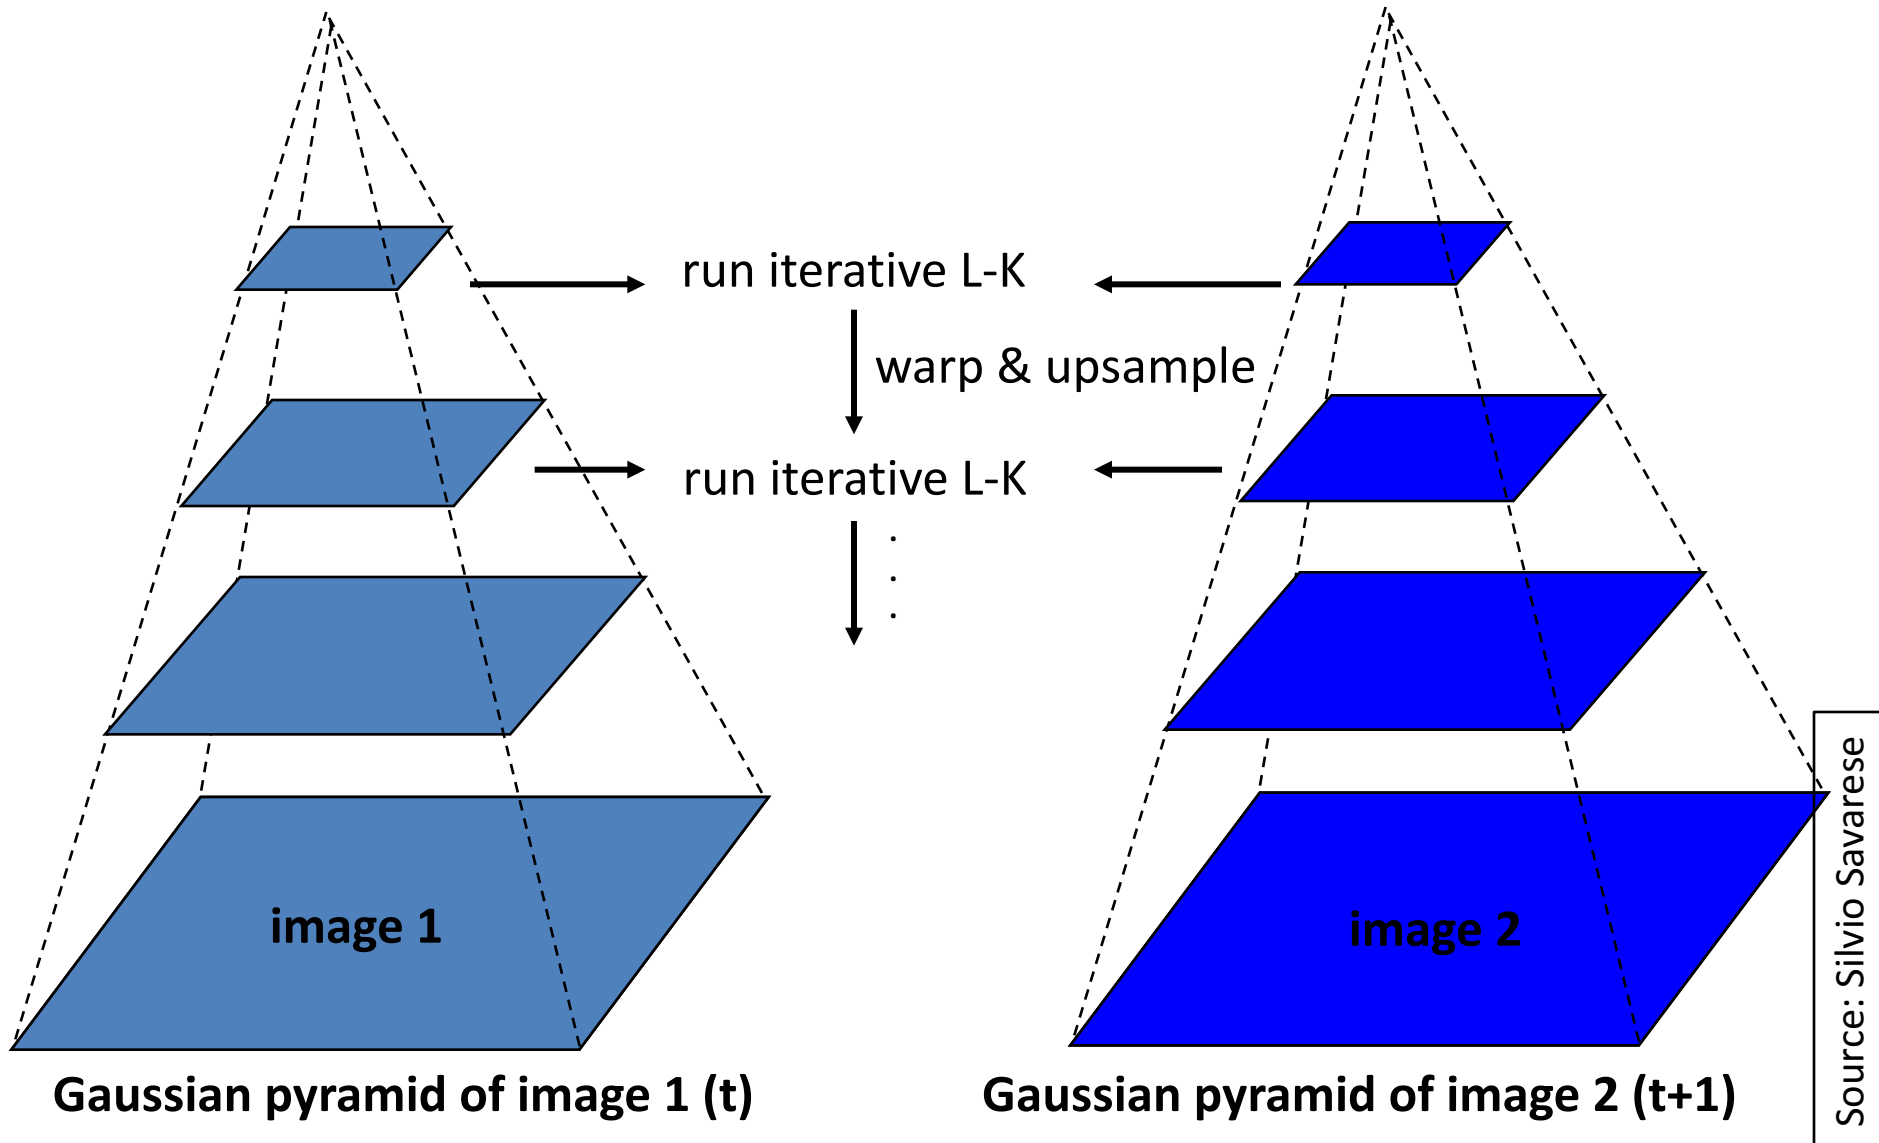 run iterative L-K
warp & upsample
run iterative L-K
.
.
.
image 1
image 2
Gaussian pyramid of image 1 (t)
Gaussian pyramid of image 2 (t+1)
Source: Silvio Savarese